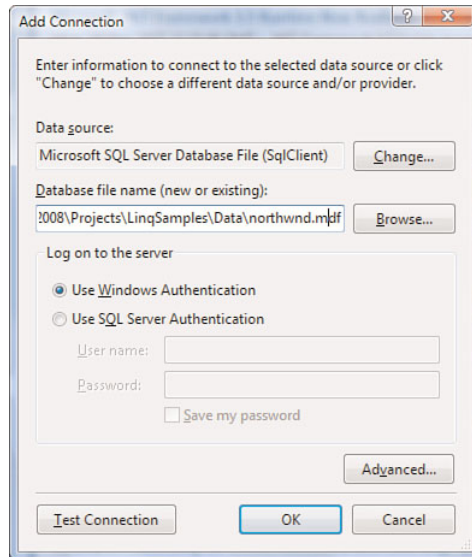 Add Connection
Enter information to connect to the selected data source or click
"Change" to choose a different data source and/or provider.
Data source:
Microsoft SQL Server Database File (SqlClient)
Change...
Database file name (new or existing):
2008\Projects\LinqSamples\Data\northwnd.mdf
Browse...
Log on to the server
Use Windows Authentication
Use SQL Server Authentication
User name:
Password:
Save my password
Advanced...
Test Connection
OK
Cancel